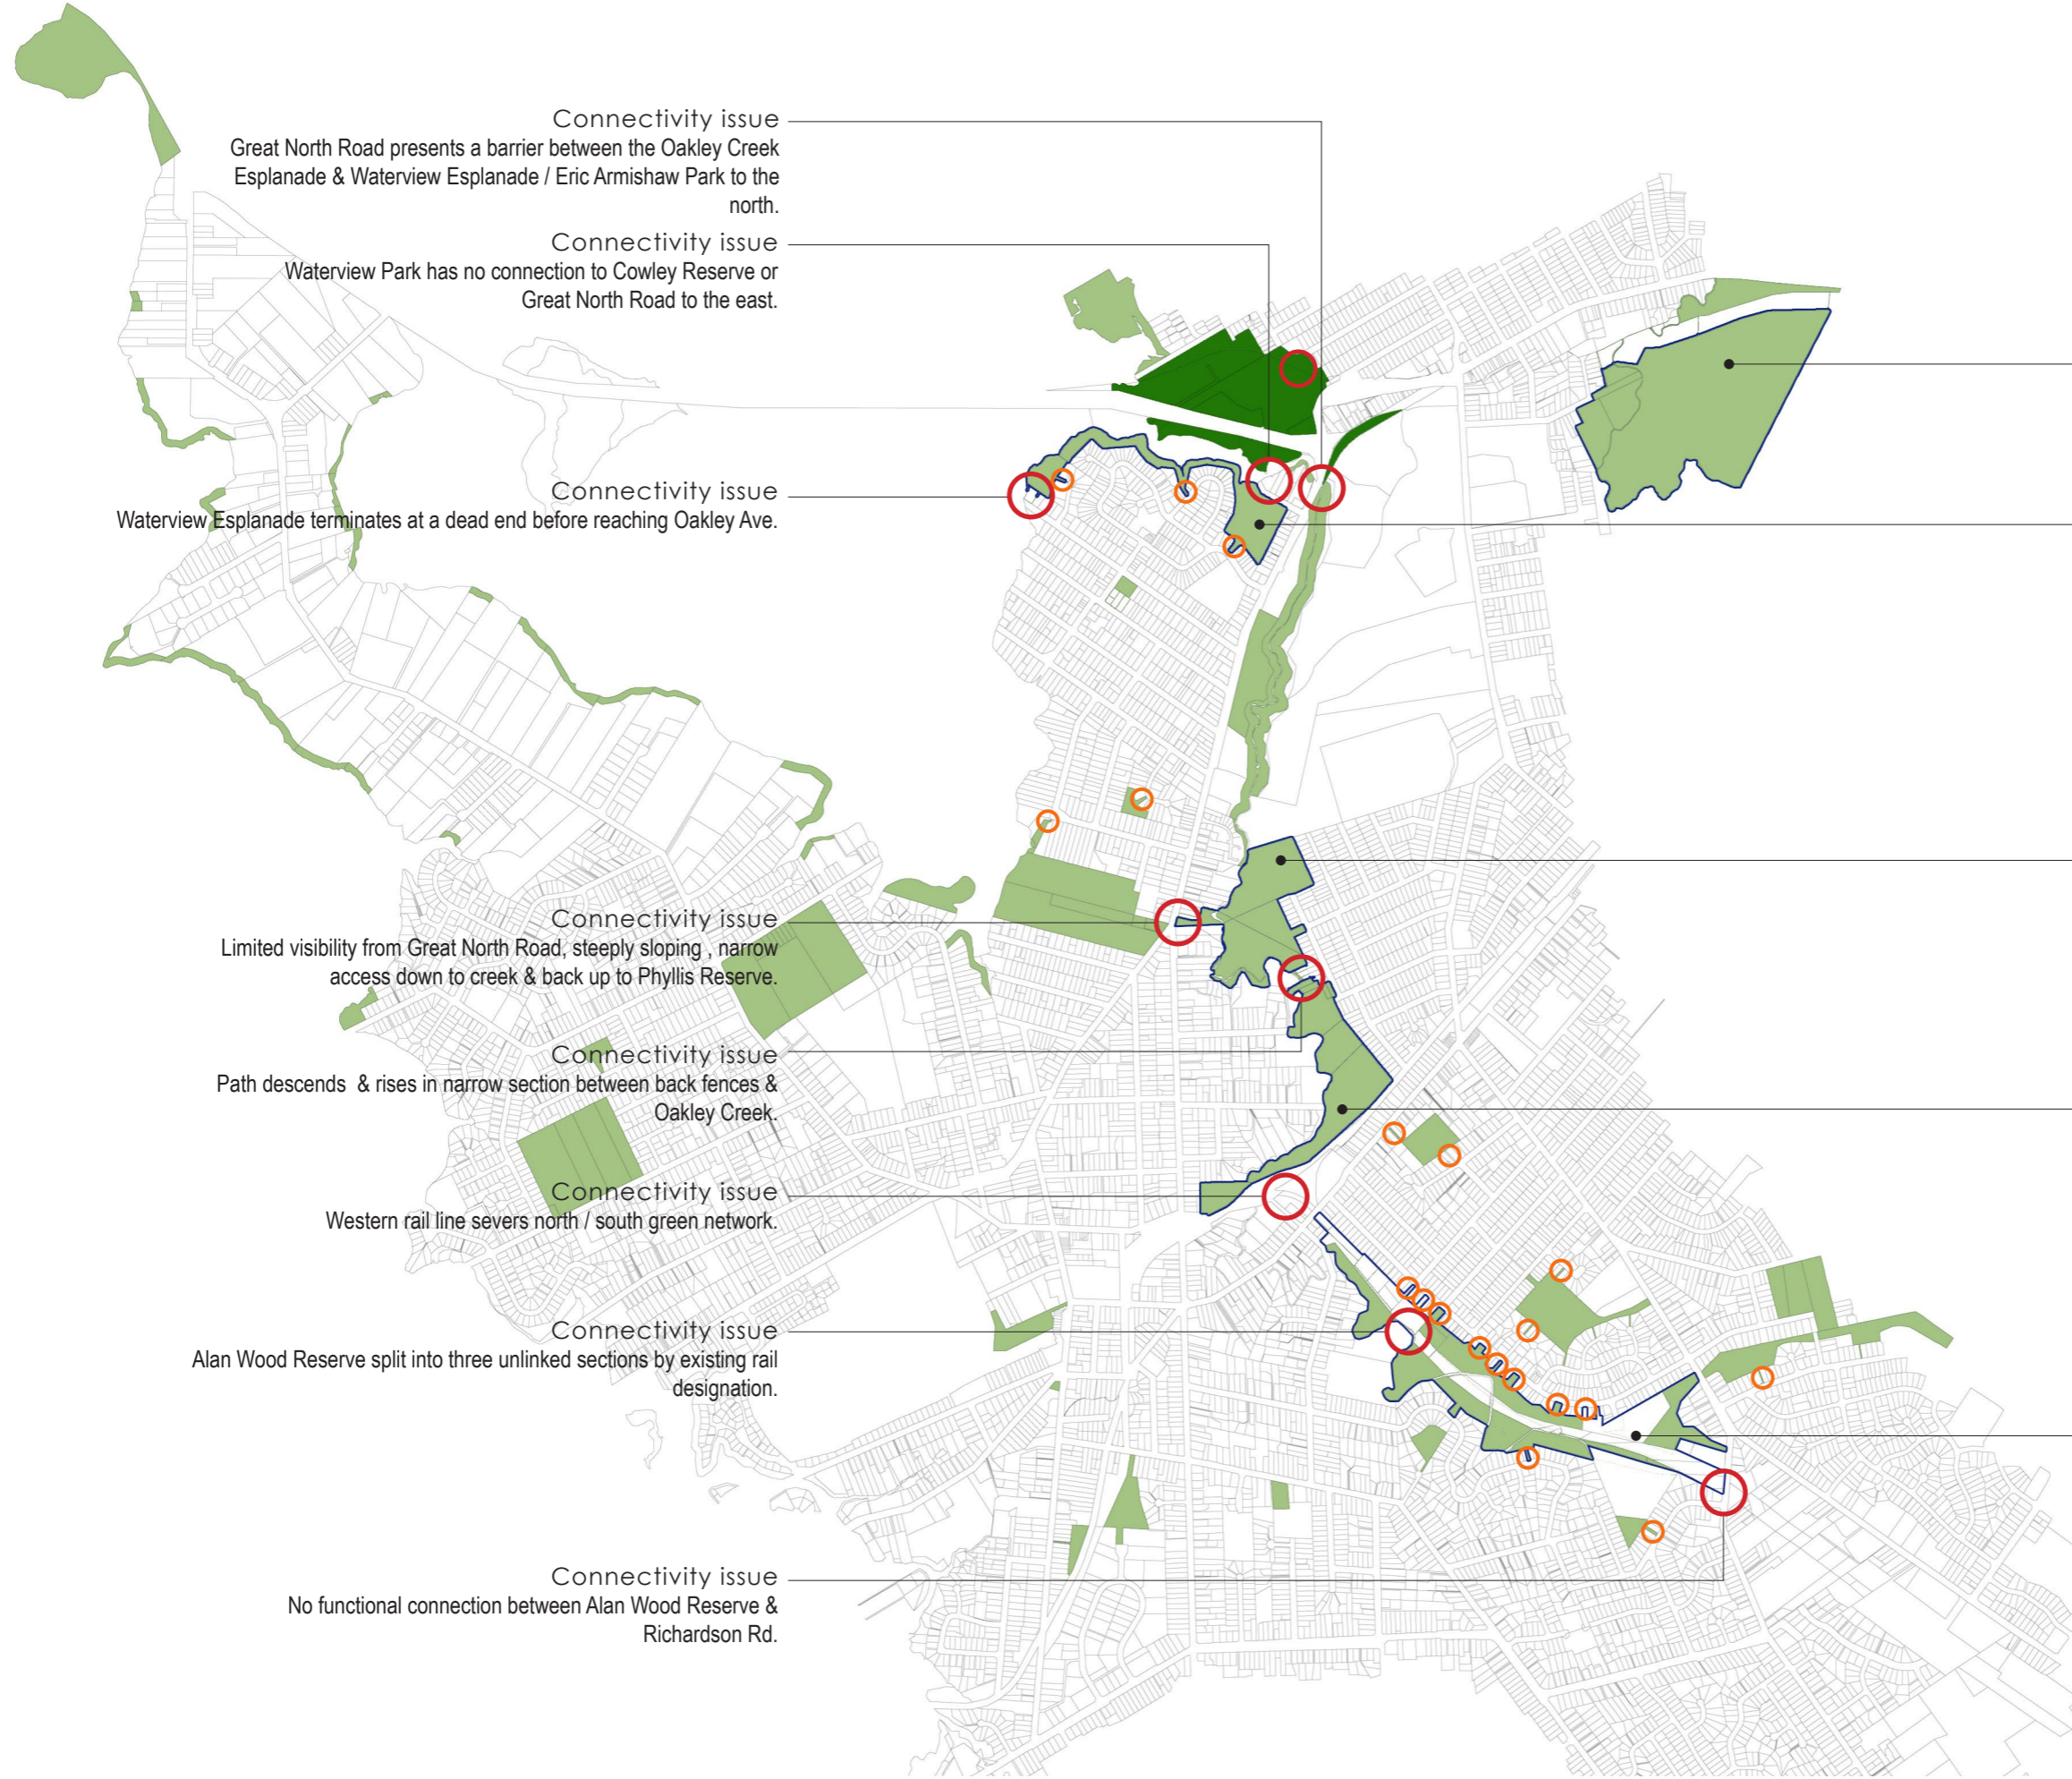 Connectivity issue
Great North Road presents a barrier between the Oakley Creek
Esplanade & Waterview Esplanade / Eric Armishaw Park to the
north.
Connectivity issue
Waterview Park has no connection to Cowley Reserve or
Great North Road to the east.
Connectivity issue
Waterview Esplanade terminates at a dead end before reaching Oakley Ave.
Connectivity issue
Limited visibility from Great North Road, steeply sloping , narrow
access down to creek & back up to Phyllis Reserve.
Connectivity issue
Path descends & rises in narrow section between back fences &
Oakley Creek.
Connectivity issue
Western rail line severs north / south green network.
Connectivity issue
Alan Wood Reserve split into three unlinked sections by existing rail
designation.
Connectivity issue
No functional connection between Alan Wood Reserve &
Richardson Rd.